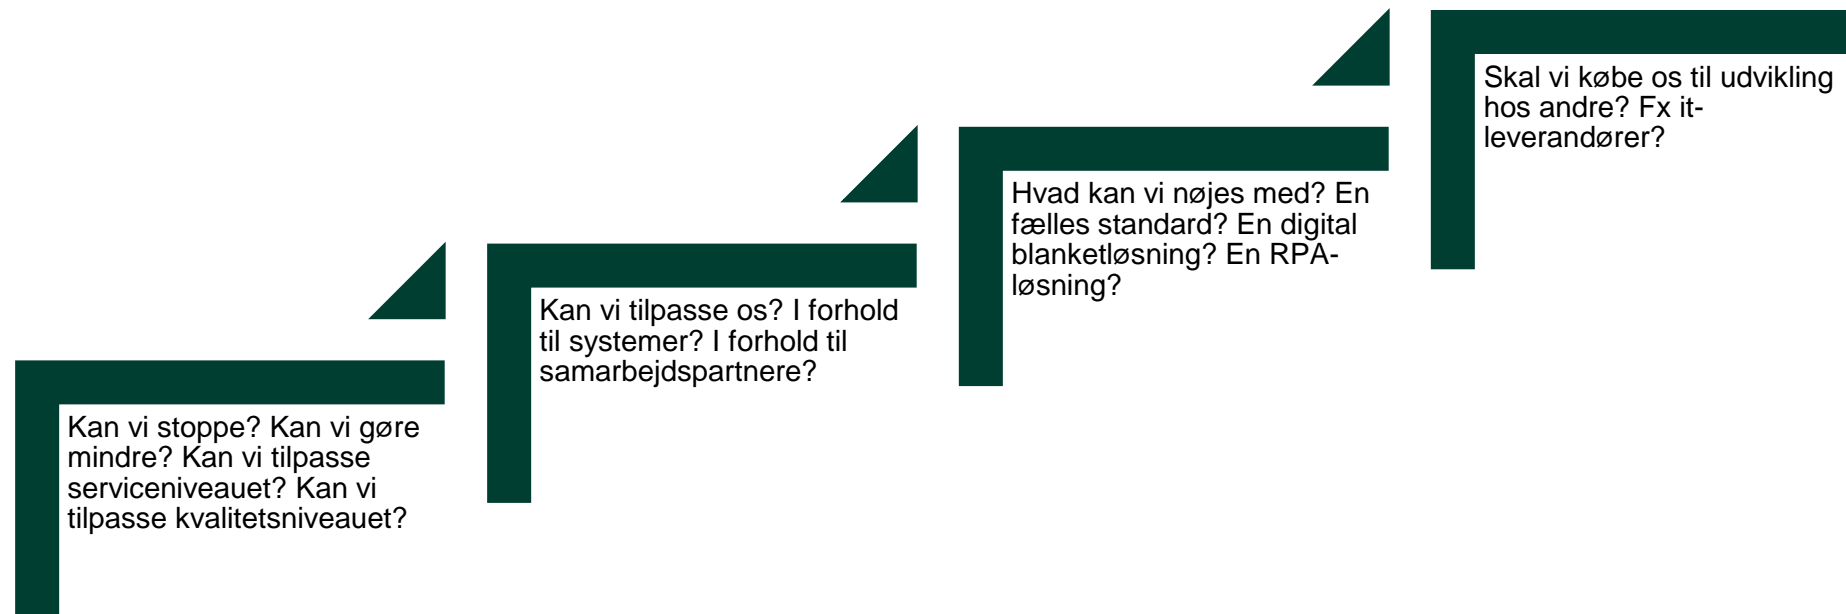 Kan vi stoppe? Kan vi gøre
mindre? Kan vi tilpasse
serviceniveauet? Kan vi
tilpasse kvalitetsniveauet?
Kan vi tilpasse os? I forhold
til systemer? I forhold til
samarbejdspartnere?
Hvad kan vi nøjes med? En
fælles standard? En digital
blanketløsning? En RPA-
løsning?
Skal vi købe os til udvikling
hos andre? Fx it-
leverandører?